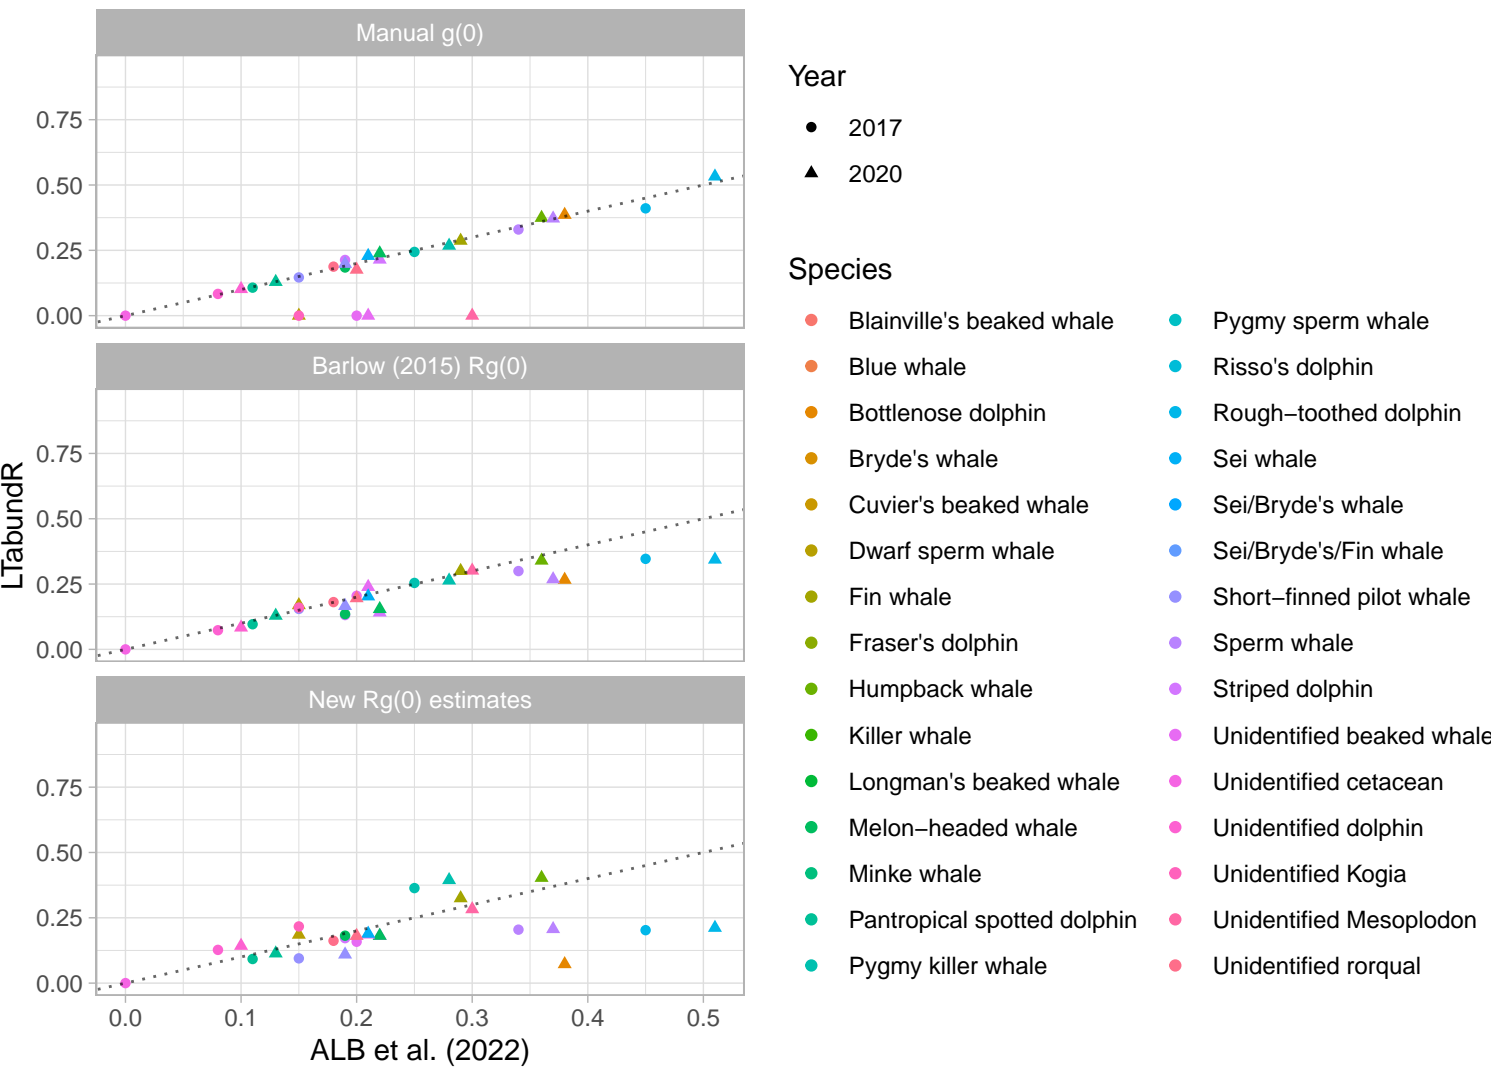 Manual g(0)
0.75
0.50
0.25
0.00
Barlow (2015) Rg(0)
0.75
0.50
0.25
0.00
New Rg(0) estimates
0.75
0.50
0.25
0.00
0.0 0.1 0.2 0.3 0.4 0.5
ALB et al. (2022)
LTabundR
Year
2017
2020
Species
Blainville's beaked whale
Blue whale
Bottlenose dolphin
Bryde's whale
Cuvier's beaked whale
Dwarf sperm whale
Fin whale
Fraser's dolphin
Humpback whale
Killer whale
Longman's beaked whale
Melon−headed whale
Minke whale
Pantropical spotted dolphin
Pygmy killer whale
Pygmy sperm whale
Risso's dolphin
Rough−toothed dolphin
Sei whale
Sei/Bryde's whale
Sei/Bryde's/Fin whale
Short−finned pilot whale
Sperm whale
Striped dolphin
Unidentified beaked whale
Unidentified cetacean
Unidentified dolphin
Unidentified Kogia
Unidentified Mesoplodon
Unidentified rorqual